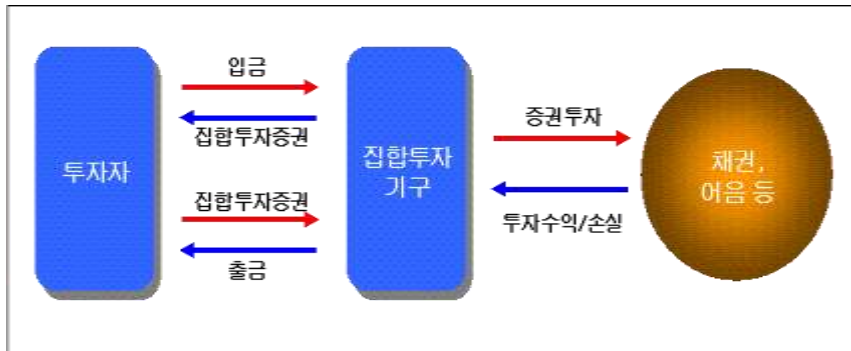 입금
집합투자증권
투자자
집합투자증권
출금
집합투자
기구
증권투자
투자수익/손실
채권,
어음 등